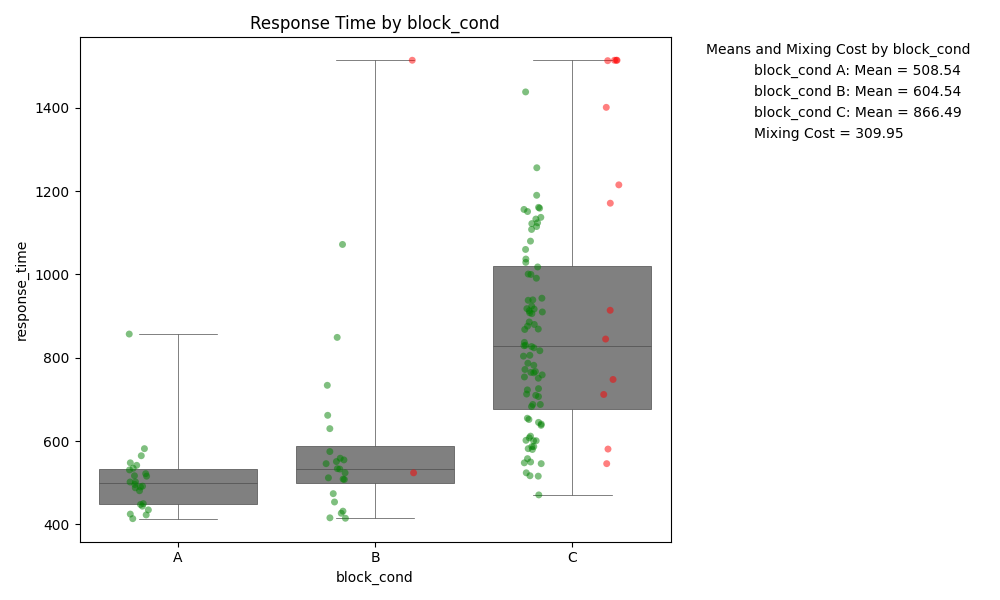 Response Time by block_cond
Means and Mixing Cost by block_cond
block_cond A: Mean = 508.54
block_cond B: Mean = 604.54
block_cond C: Mean = 866.49
Mixing Cost = 309.95
response_time
1400
1200
1000
800
600
400
A
B
C
block_cond